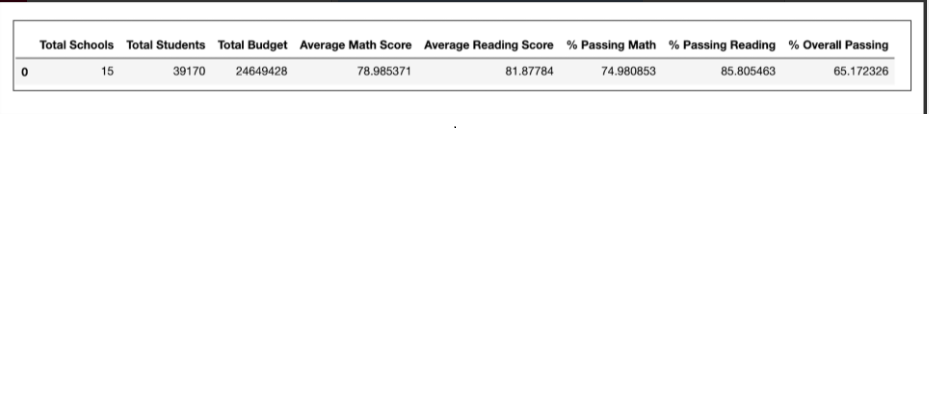 Total Schools Total Students Total Budget Average Math Score Average Reading Score % Passing Math % Passing Reading % Overall Passing
0 15 39170 24649428 78.985371 81.87784 74.980853 85.805463 65.172326
.